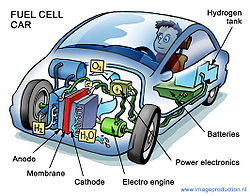 FUEL CELL
CAR
Hydrogen
tank
O₂
H₂
H₂O
Batteries
Anode
Power electronics
Membrane
Cathode
Electro engine
www.imageproduction.nl